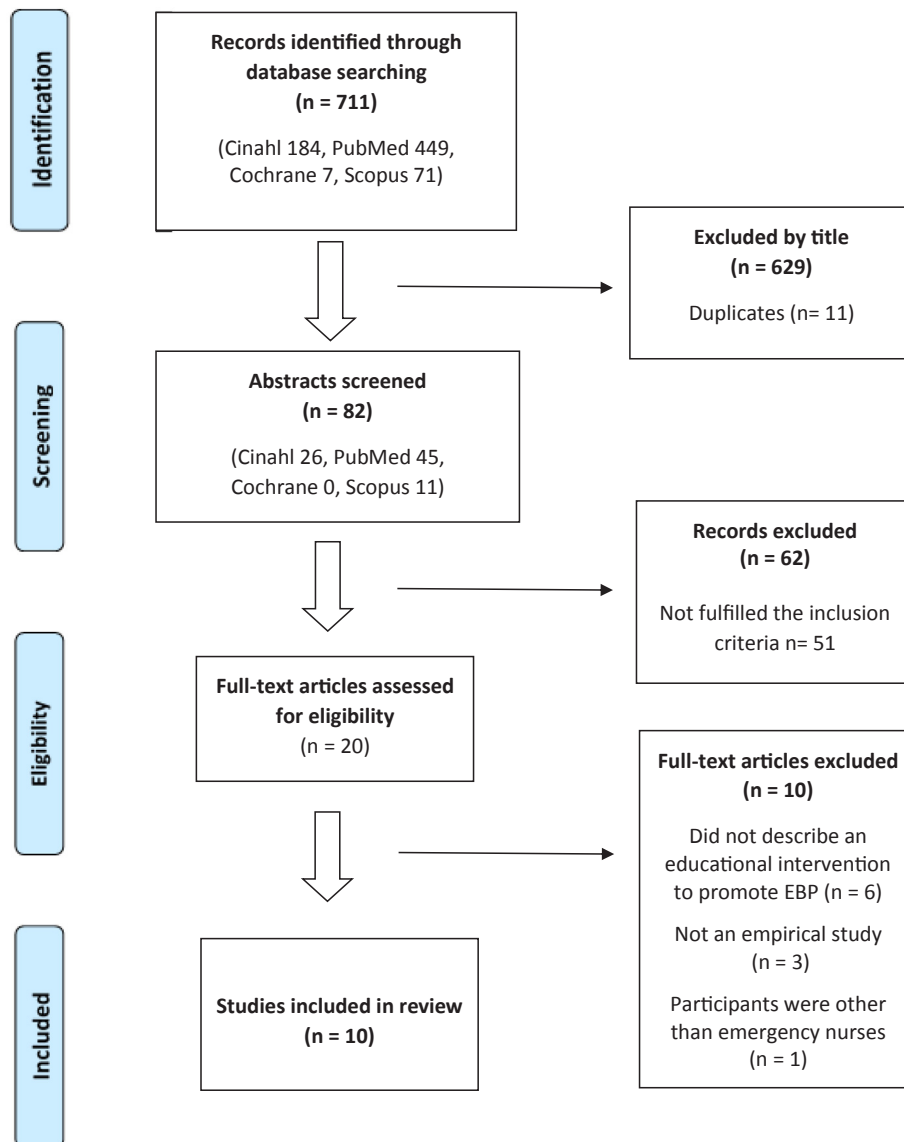 Identification
Records identified through
database searching
(n = 711)
(Cinahl 184, PubMed 449,
Cochrane 7, Scopus 71)
Excluded by title
(n = 629)
Duplicates (n= 11)
Screening
Abstracts screened
(n = 82)
(Cinahl 26, PubMed 45,
Cochrane 0, Scopus 11)
Records excluded
(n = 62)
Not fulfilled the inclusion
criteria n= 51
Eligibility
Full-text articles assessed
for eligibility
(n = 20)
Full-text articles excluded
(n = 10)
Did not describe an
educational intervention
to promote EBP (n = 6)
Not an empirical study
(n = 3)
Participants were other
than emergency nurses
(n = 1)
Included
Studies included in review
(n = 10)